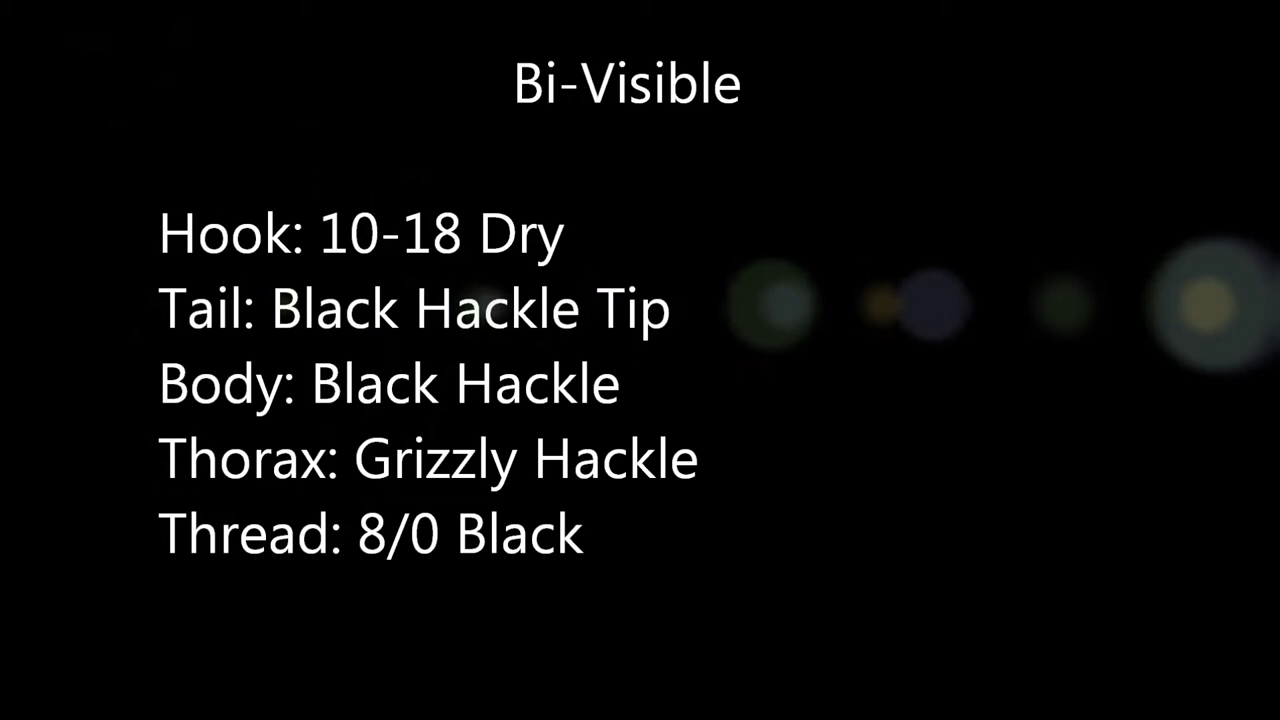 Bi-Visible
Hook: 10-18 Dry
Tail: Black Hackle Tip
Body: Black Hackle
Thorax: Grizzly Hackle
Thread: 8/0 Black